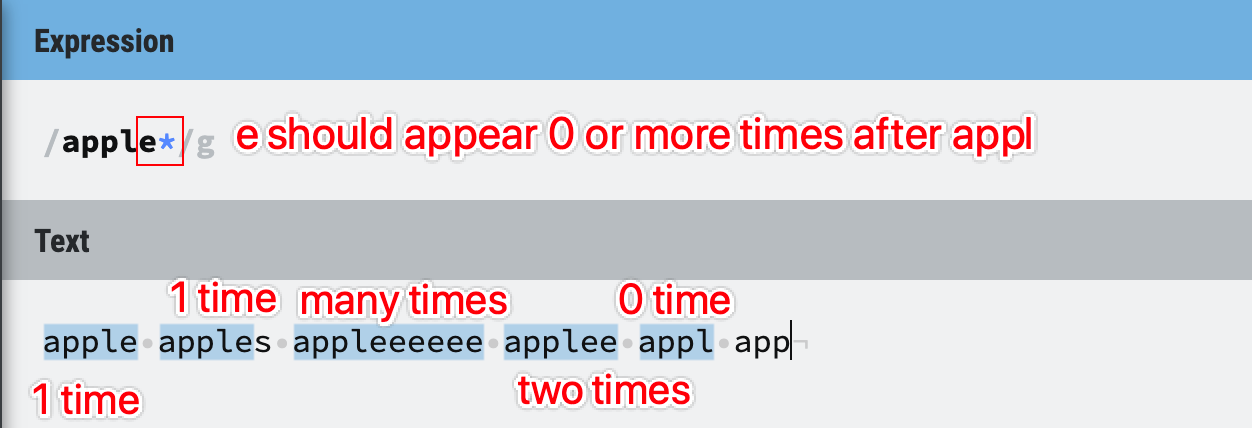 Expression
/apple*/g e should appear 0 or more times after appl
Text
1 time many times 0 time
apple·apples·appleeeeee·applee·appl·app¬
1 time two times